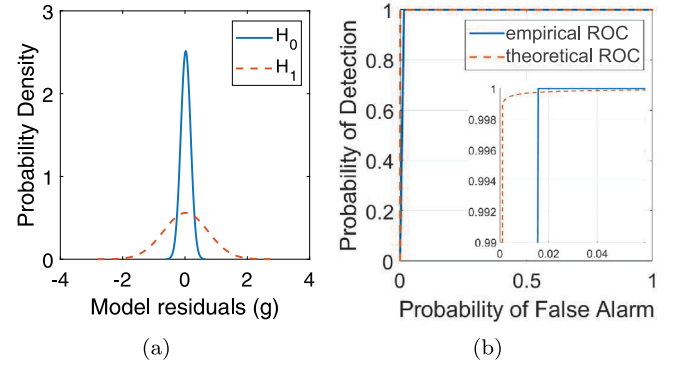 3
2
1
0
-4
-2
0
2
4
Probability Density
Model residuals (g)
H0
H1
(a)
1
0.8
0.6
0.4
0.2
0
0
0.5
1
Probability of Detection
Probability of False Alarm
empirical ROC
theoretical ROC
1
0.998
0.996
0.994
0.992
0.99
0
0.02
0.04
(b)